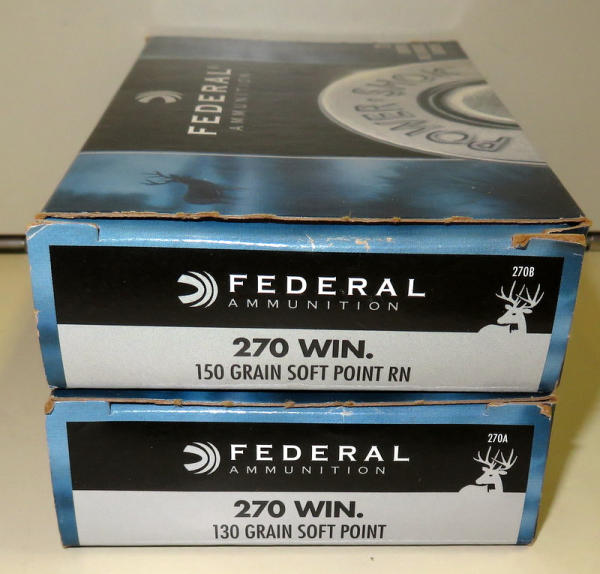 FEDERAL
AMMUNITION
POWER•SHOK
270B
FEDERAL
AMMUNITION
270 WIN.
150 GRAIN SOFT POINT RN
270A
FEDERAL
AMMUNITION
270 WIN.
130 GRAIN SOFT POINT